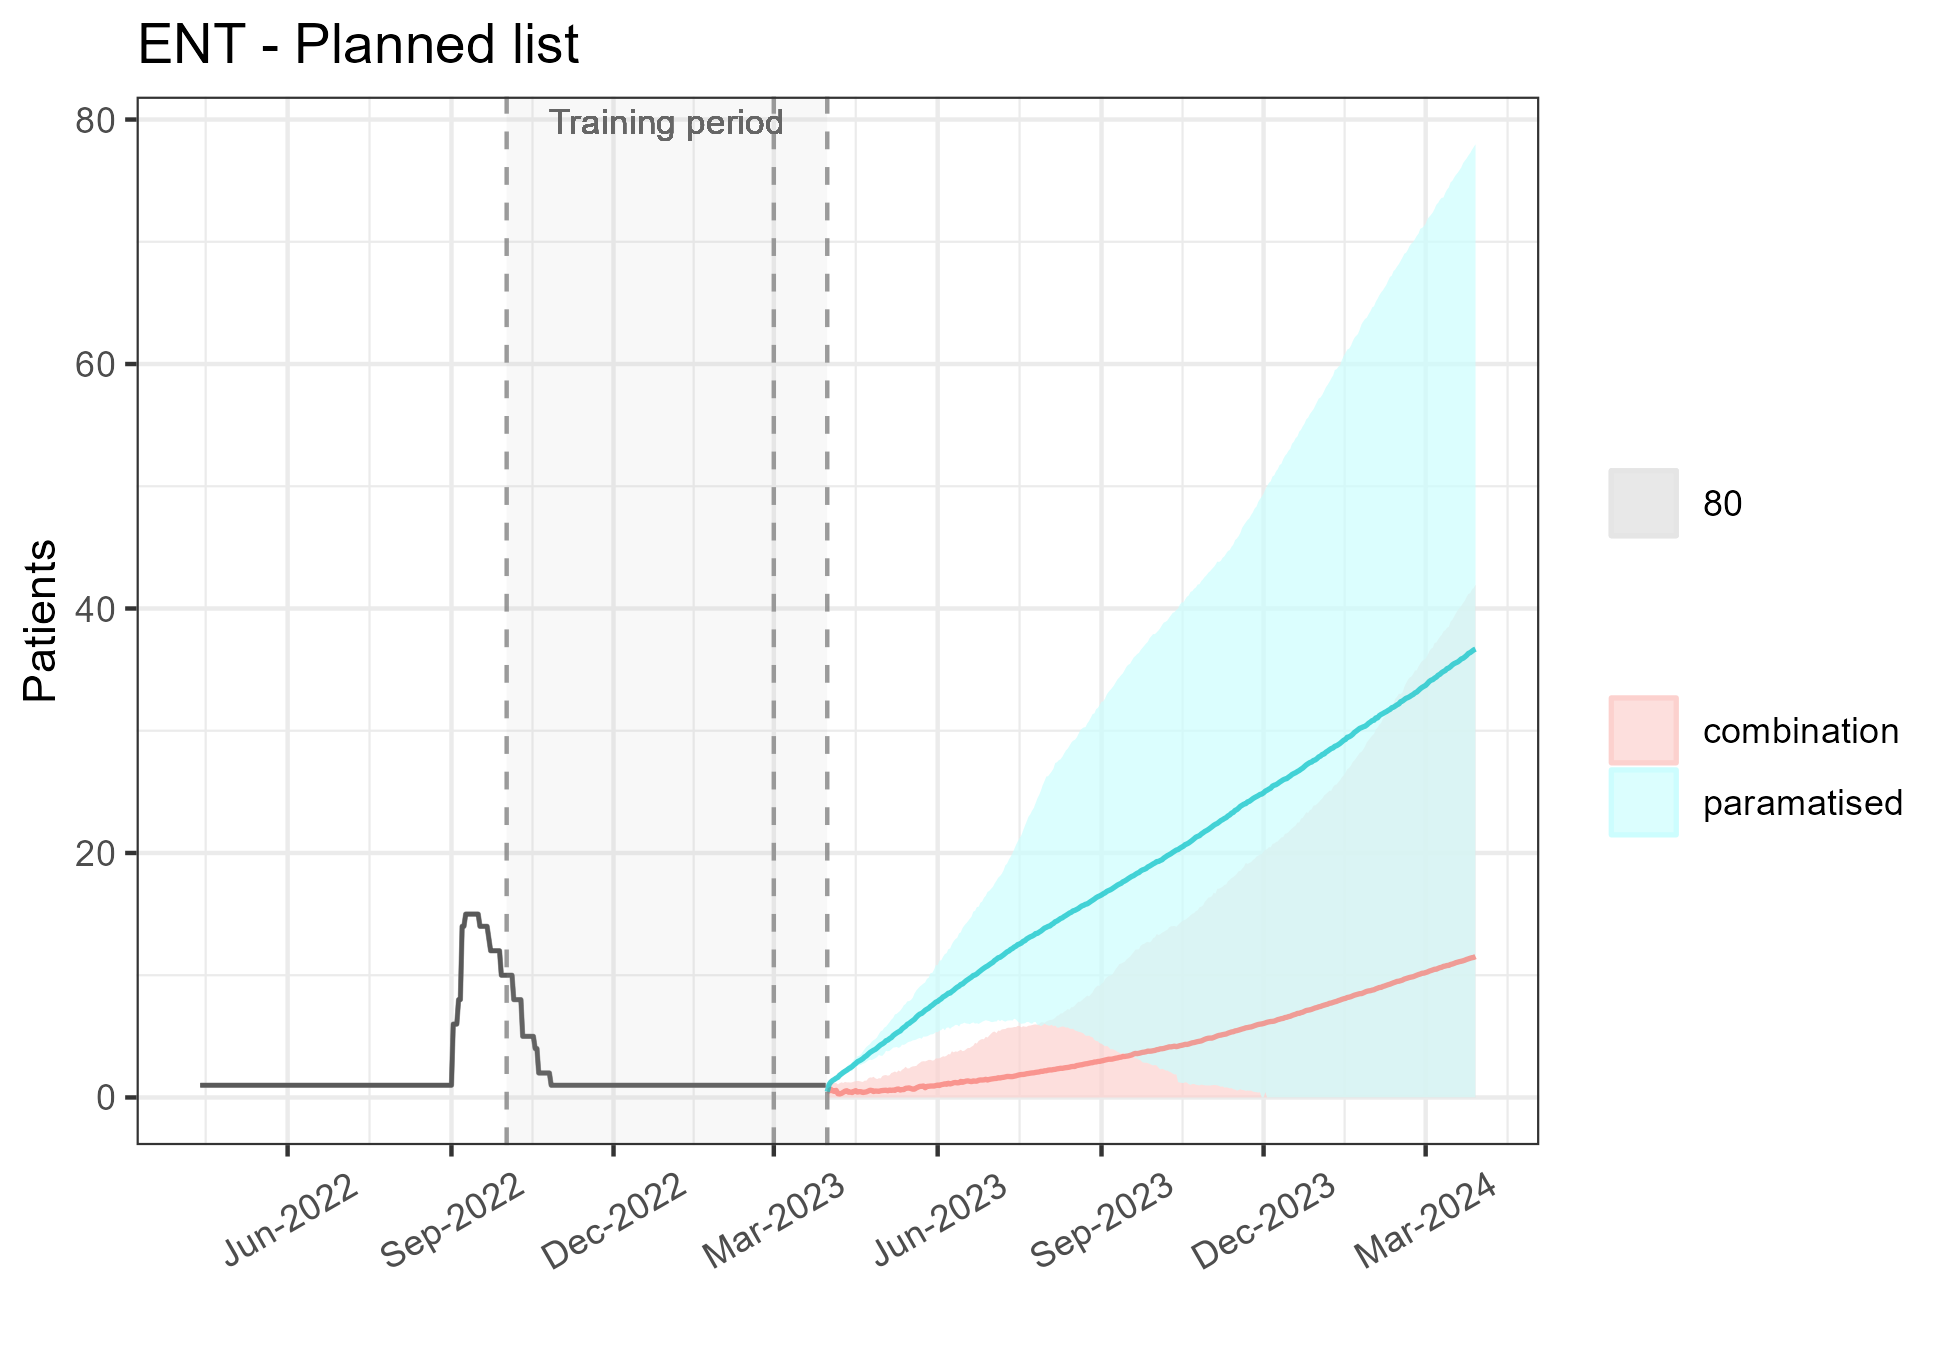 ENT - Planned list
80
60
40
20
0
Patients
Training period
Jun-2022
Sep-2022
Dec-2022
Mar-2023
Jun-2023
Sep-2023
Dec-2023
Mar-2024
80
combination
paramatised